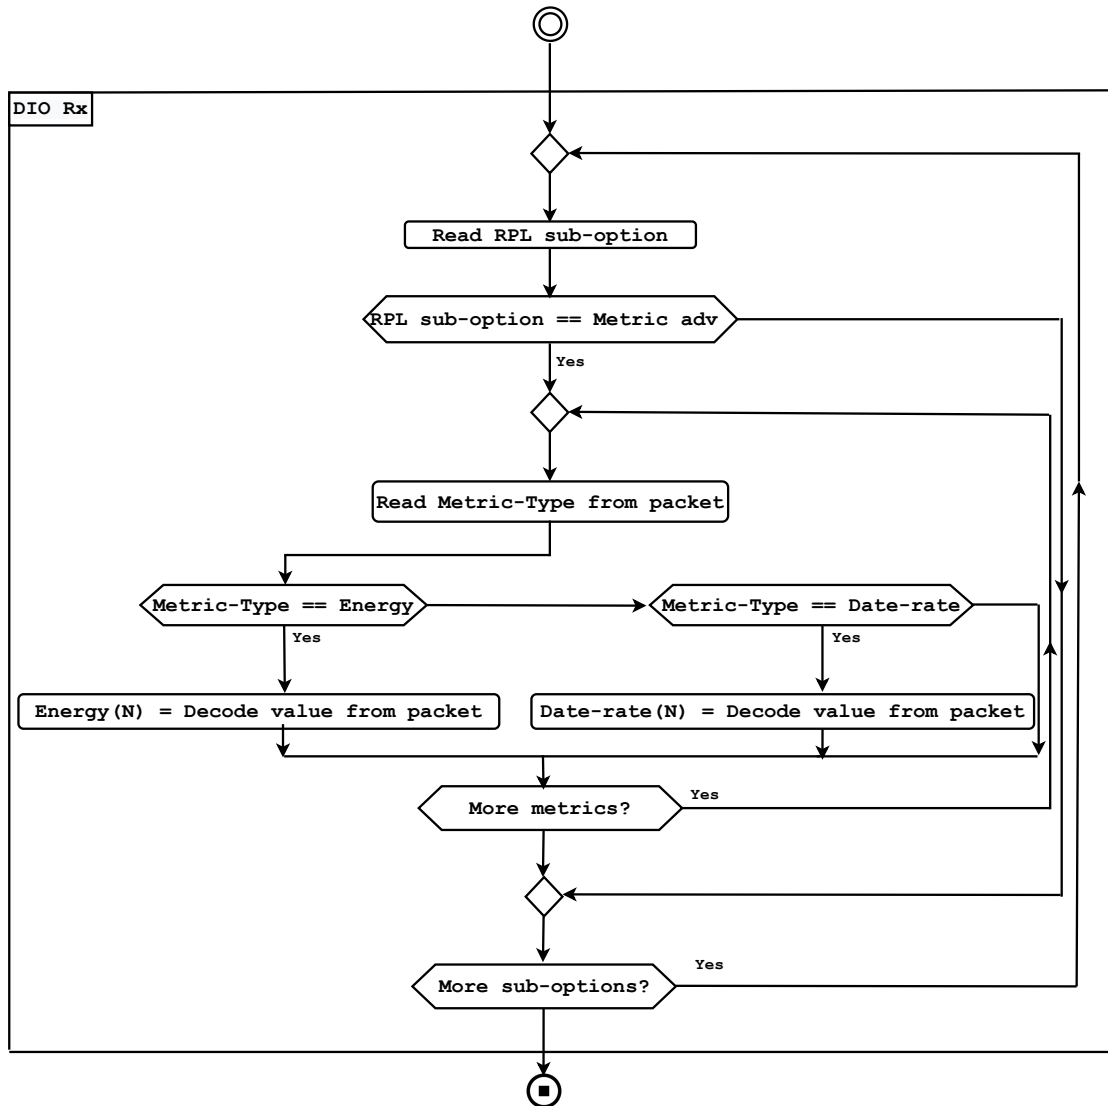 DIO Rx
Read RPL sub-option
RPL sub-option == Metric adv
Yes
Read Metric-Type from packet
Metric-Type == Energy
Metric-Type == Date-rate
Yes
Yes
Energy(N) = Decode value from packet
Date-rate(N) = Decode value from packet
More metrics?
Yes
More sub-options?
Yes